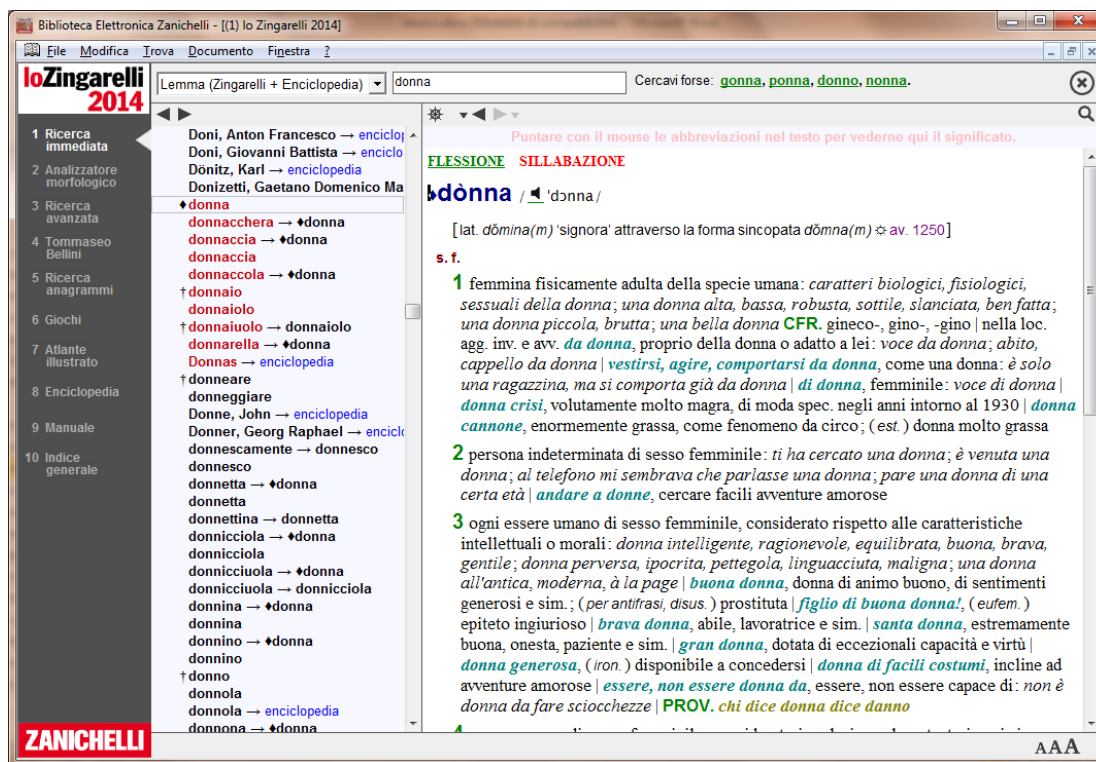 Biblioteca Elettronica Zanichelli - [(1) lo Zingarelli 2014]
File Modifica Trova Documento Finestra ?
loZingarelli
2014
Lemma (Zingarelli + Enciclopedia)
donna
Cercavi forse: gonna, ponna, donno, nonna.
1 Ricerca
immediata
2 Analizzatore
morfologico
3 Ricerca
avanzata
4 Tommaseo
Bellini
5 Ricerca
anagrammi
6 Giochi
7 Atlante
illustrato
8 Enciclopedia
9 Manuale
10 Indice
generale
ZANICHELLI
Doni, Anton Francesco → enciclop
Doni, Giovanni Battista → enciclo
Dönitz, Karl → enciclopedia
Donizetti, Gaetano Domenico Ma
♦donna
donnacchera → ♦donna
donnaccia → ♦donna
donnaccia
donnaccola → ♦donna
†donnaio
donnaiolo
†donnaiuolo → donnaiolo
donnarella → ♦donna
Donnas → enciclopedia
†donneare
donneggiare
Donne, John → enciclopedia
Donner, Georg Raphael → enciclo
donnescamente → donnesco
donnesco
donnetta → ♦donna
donnetta
donnettina → donnetta
donnicciola → ♦donna
donnicciola
donnicciuola → ♦donna
donnicciuola → donnicciola
donnina → ♦donna
donnina
donnino → ♦donna
donnino
†donno
donnola
donnola → enciclopedia
donnona → ♦donna
Puntare con il mouse le abbreviazioni nel testo per vederne qui il significato.
FLESSIONE SILLABAZIONE
♦dònna / 'dɔnna/
[lat. dŏmina(m) ‘signora’ attraverso la forma sincopata dŏmna(m) ☼ av. 1250]
s. f.
1 femmina fisicamente adulta della specie umana: caratteri biologici, fisiologici,
sessuali della donna; una donna alta, bassa, robusta, sottile, slanciata, ben fatta;
una donna piccola, brutta; una bella donna CFR. gineco-, gino-, -gino | nella loc.
agg. inv. e avv. da donna, proprio della donna o adatto a lei: voce da donna; abito,
cappello da donna | vestirsi, agire, comportarsi da donna, come una donna: è solo
una ragazzina, ma si comporta già da donna | di donna, femminile: voce di donna |
donna crisi, volutamente molto magra, di moda spec. negli anni intorno al 1930 | donna
cannone, enormemente grassa, come fenomeno da circo; (est.) donna molto grassa
2 persona indeterminata di sesso femminile: ti ha cercato una donna; è venuta una
donna; al telefono mi sembrava che parlasse una donna; pare una donna di una
certa età | andare a donne, cercare facili avventure amorose
3 ogni essere umano di sesso femminile, considerato rispetto alle caratteristiche
intellettuali o morali: donna intelligente, ragionevole, equilibrata, buona, brava,
gentile; donna perversa, ipocrita, pettegola, linguacciuta, maligna; una donna
all'antica, moderna, à la page | buona donna, donna di animo buono, di sentimenti
generosi e sim.; (per antifrasi, disus.) prostituta | figlio di buona donna!, (eufem.)
epiteto ingiurioso | brava donna, abile, lavoratrice e sim. | santa donna, estremamente
buona, onesta, paziente e sim. | gran donna, dotata di eccezionali capacità e virtù |
donna generosa, (iron.) disponibile a concedersi | donna di facili costumi, incline ad
avventure amorose | essere, non essere donna da, essere, non essere capace di: non è
donna da fare sciocchezze | PROV. chi dice donna dice danno
AAA